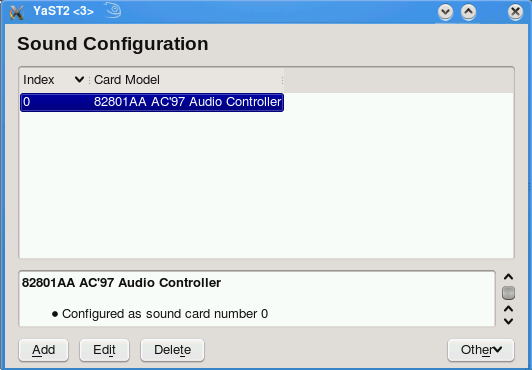 YaST2 <3>
Sound Configuration
Index Card Model
0 82801AA AC'97 Audio Controller
82801AA AC'97 Audio Controller
● Configured as sound card number 0
Add Edit Delete Other